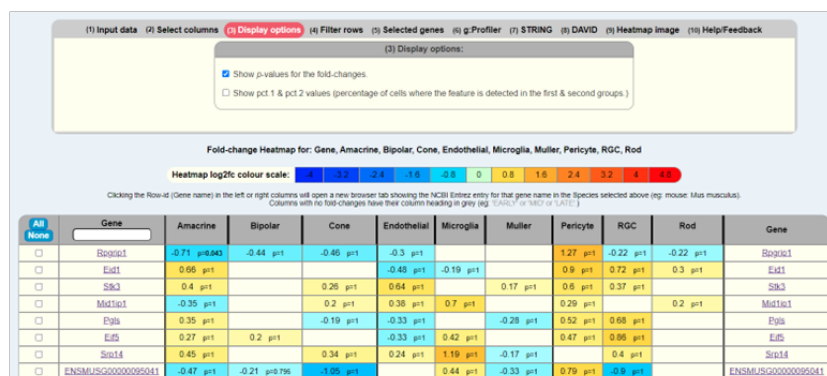 (1) Input data (2) Select columns (3) Display options (4) Filter rows (5) Selected genes (6) g:Profiler (7) STRING (8) DAVID (9) Heatmap image (10) Help/Feedback
(3) Display options:
Show p-values for the fold-changes.
Show pct.1 & pct.2 values (percentage of cells where the feature is detected in the first & second groups.)
Fold-change Heatmap for: Gene, Amacrine, Bipolar, Cone, Endothelial, Microglia, Muller, Pericyte, RGC, Rod
Heatmap log2fc colour scale: -4 -3.2 -2.4 -1.6 -0.8 0 0.8 1.6 2.4 3.2 4 4.8
Clicking the Row-id (Gene name) in the left or right columns will open a new browser tab showing the NCBI Entrez entry for that gene name in the Species selected above (eg: mouse: Mus musculus).
Columns with no fold-changes have their column heading in grey (eg: 'EARLY' or 'MID' or 'LATE'.)
All None Gene Amacrine Bipolar Cone Endothelial Microglia Muller Pericyte RGC Rod Gene
Rpgrip1 -0.71 p=0.043 -0.44 p=1 -0.46 p=1 -0.3 p=1 1.27 p=1 -0.22 p=1 -0.22 p=1 Rpgrip1
Eid1 0.66 p=1 -0.48 p=1 -0.19 p=1 0.9 p=1 0.72 p=1 0.3 p=1 Eid1
Stk3 0.4 p=1 0.26 p=1 0.64 p=1 0.17 p=1 0.6 p=1 0.37 p=1 Stk3
Mid1ip1 -0.35 p=1 0.2 p=1 0.38 p=1 0.7 p=1 0.29 p=1 0.2 p=1 Mid1ip1
Pgls 0.35 p=1 -0.19 p=1 -0.33 p=1 -0.28 p=1 0.52 p=1 0.68 p=1 Pgls
Eif5 0.27 p=1 0.2 p=1 -0.33 p=1 0.42 p=1 0.47 p=1 0.86 p=1 Eif5
Srp14 0.45 p=1 0.34 p=1 0.24 p=1 1.19 p=1 -0.17 p=1 0.4 p=1 Srp14
ENSMUSG00000095041 -0.47 p=1 -0.21 p=0.795 -1.05 p=1 0.44 p=1 -0.33 p=1 0.79 p=1 -0.9 p=1 ENSMUSG00000095041